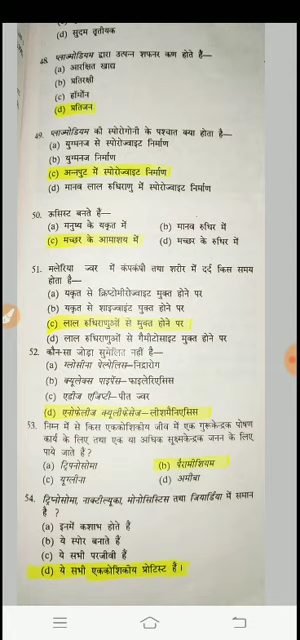 (d) सुदम तृतीयक
48. प्लाज्मोडियम द्वारा उत्पन्न शफनर कण होते हैं—
(a) आरक्षित खाद्य
(b) प्रतिरक्षी
(c) हॉर्मोन
(d) प्रतिजन
49. प्लाज्मोडियम की स्पोरोगोनी के पश्चात क्या होता है—
(a) युग्मनज से स्पोरोज्वाइट निर्माण
(b) युग्मनज निर्माण
(c) अन्नपुट में स्पोरोज्वाइट निर्माण
(d) मानव लाल रुधिराणु में स्पोरोज्वाइट निर्माण
50. ऊसिस्ट बनते हैं—
(a) मनुष्य के यकृत में (b) मानव रुधिर में
(c) मच्छर के आमाशय में (d) मच्छर के रुधिर में
51. मलेरिया ज्वर में कंपकंपी तथा शरीर में दर्द किस समय
होता है—
(a) यकृत से क्रिप्टोमीरोज्वाइट मुक्त होने पर
(b) यकृत से शाइज्वाइंट मुक्त होने पर
(c) लाल रुधिराणुओं से मुक्त होने पर
(d) लाल रुधिराणुओं से गैमीटोसाइट मुक्त होने पर
52. कौन-सा जोड़ा सुमेलित नहीं है—
(a) ग्लोसीना पेल्पेलिस–निद्रारोग
(b) क्यूलेक्स पाइपेंस–फाइलेरिएसिस
(c) एडीज एजिप्टी–पीत ज्वर
(d) एनोफेलीज क्यूलीफेसेज–लीशमैनिएसिस
53. निम्न में से किस एककोशिकीय जीव में एक गुरूकेन्द्रक पोषण
कार्य के लिए तथा एक या अधिक सूक्ष्मकेन्द्रक जनन के लिए
पाये जाते हैं?
(a) ट्रिपनोसोमा (b) पैरामीशियम
(c) यूग्लीना (d) अमीबा
54. ट्रिप्नोसोमा, नाक्टील्यूका, मोनोसिस्टिस तथा जियार्डिया में समान
है ?
(a) इनमें कशाभ होते हैं
(b) ये स्पोर बनाते हैं
(c) ये सभी परजीवी हैं
(d) ये सभी एककोशिकीय प्रोटिस्ट हैं।